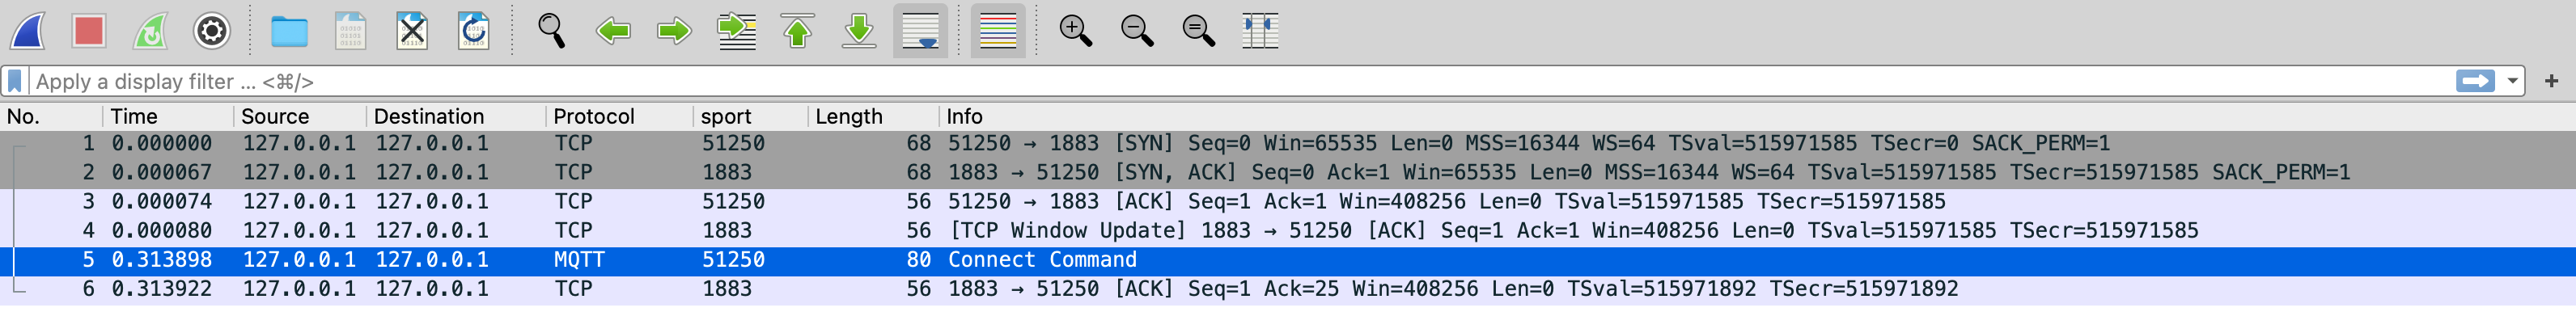 Apply a display filter ... <⌘/>
No. Time Source Destination Protocol sport Length Info
1 0.000000 127.0.0.1 127.0.0.1 TCP 51250 68 51250 → 1883 [SYN] Seq=0 Win=65535 Len=0 MSS=16344 WS=64 TSval=515971585 TSecr=0 SACK_PERM=1
2 0.000067 127.0.0.1 127.0.0.1 TCP 1883 68 1883 → 51250 [SYN, ACK] Seq=0 Ack=1 Win=65535 Len=0 MSS=16344 WS=64 TSval=515971585 TSecr=515971585 SACK_PERM=1
3 0.000074 127.0.0.1 127.0.0.1 TCP 51250 56 51250 → 1883 [ACK] Seq=1 Ack=1 Win=408256 Len=0 TSval=515971585 TSecr=515971585
4 0.000080 127.0.0.1 127.0.0.1 TCP 1883 56 [TCP Window Update] 1883 → 51250 [ACK] Seq=1 Ack=1 Win=408256 Len=0 TSval=515971585 TSecr=515971585
5 0.313898 127.0.0.1 127.0.0.1 MQTT 51250 80 Connect Command
6 0.313922 127.0.0.1 127.0.0.1 TCP 1883 56 1883 → 51250 [ACK] Seq=1 Ack=25 Win=408256 Len=0 TSval=515971892 TSecr=515971892